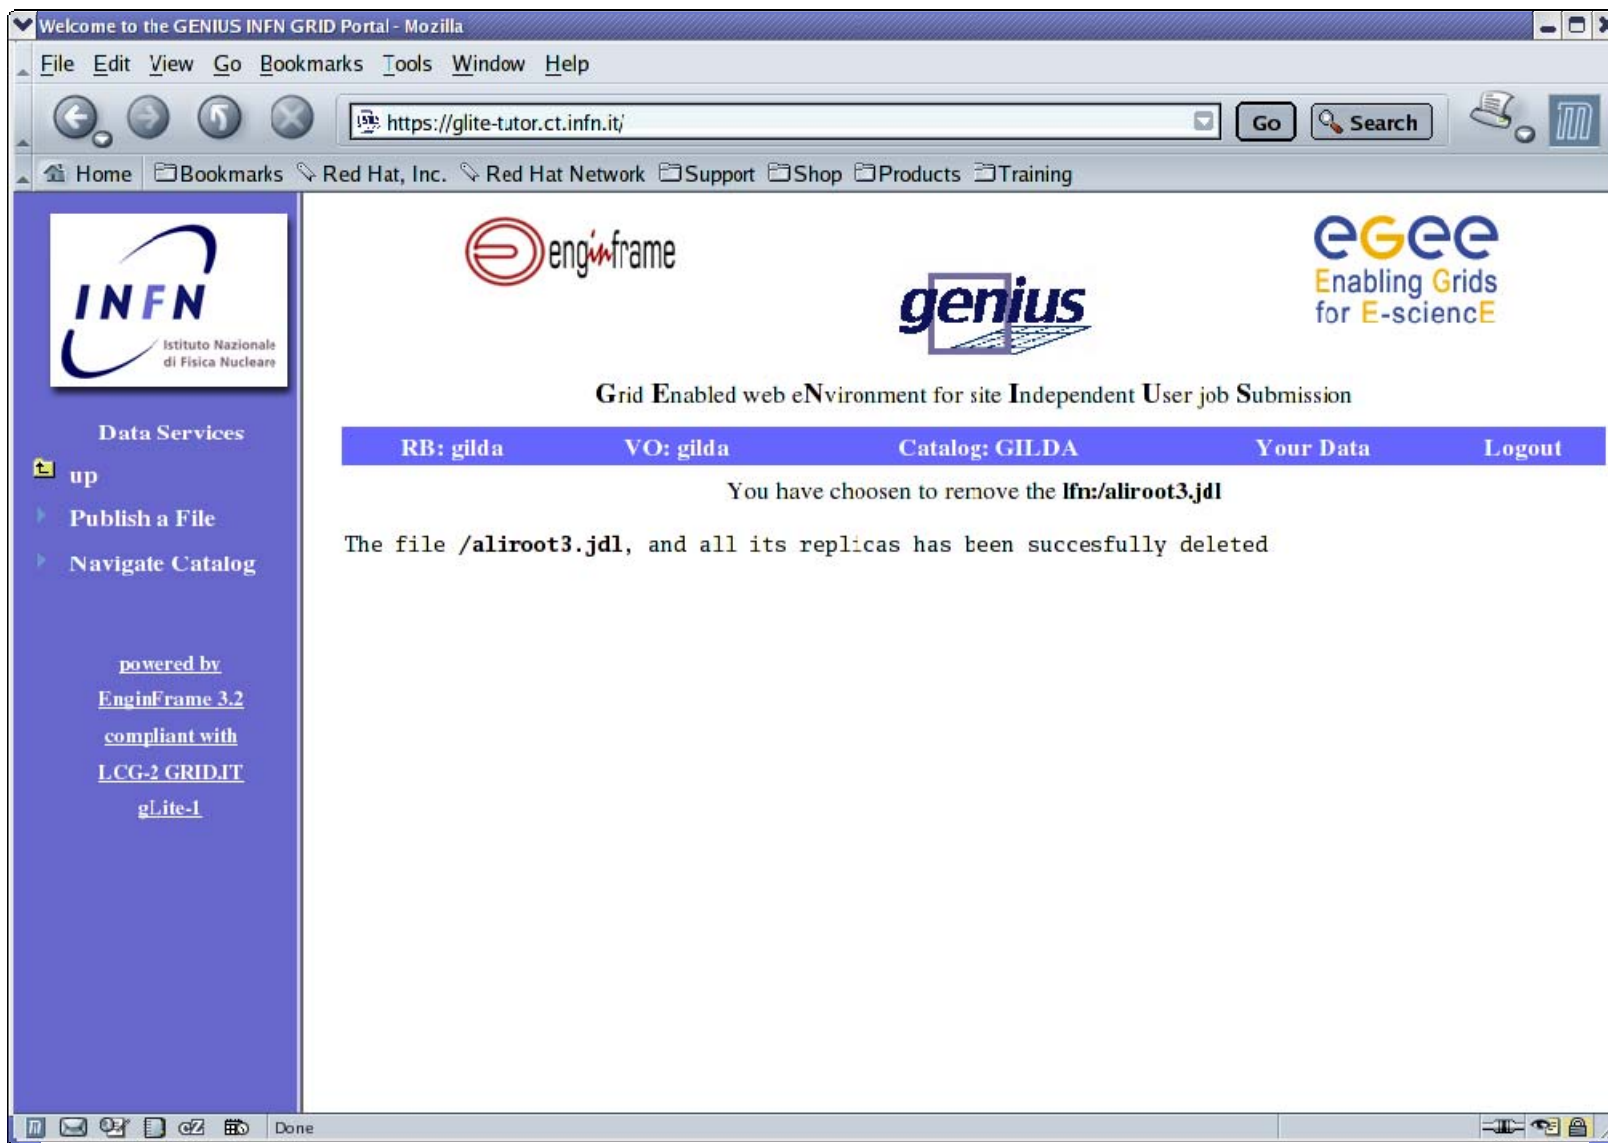 Welcome to the GENIUS INFN GRID Portal - Mozilla
File Edit View Go Bookmarks Tools Window Help
https://glite-tutor.ct.infn.it/ Go Search
Home Bookmarks Red Hat, Inc. Red Hat Network Support Shop Products Training
INFN
Istituto Nazionale
di Fisica Nucleare
enginframe
genius
egee
Enabling Grids
for E-sciencE
Grid Enabled web eNvironment for site Independent User job Submission
RB: gilda VO: gilda Catalog: GILDA Your Data Logout
You have choosen to remove the lfn:/aliroot3.jdl
The file /aliroot3.jdl, and all its replicas has been succesfully deleted
Data Services
up
Publish a File
Navigate Catalog
powered by
EnginFrame 3.2
compliant with
LCG-2 GRID.IT
gLite-1
Done